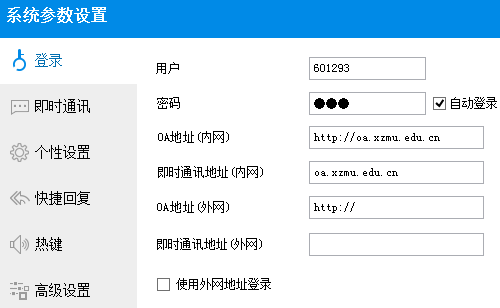 系统参数设置
登录
即时通讯
个性设置
快捷回复
热键
高级设置
用户 601293
密码 ●●● 自动登录
OA地址(内网) http://oa.xzmu.edu.cn
即时通讯地址(内网) oa.xzmu.edu.cn
OA地址(外网) http://
即时通讯地址(外网)
使用外网地址登录